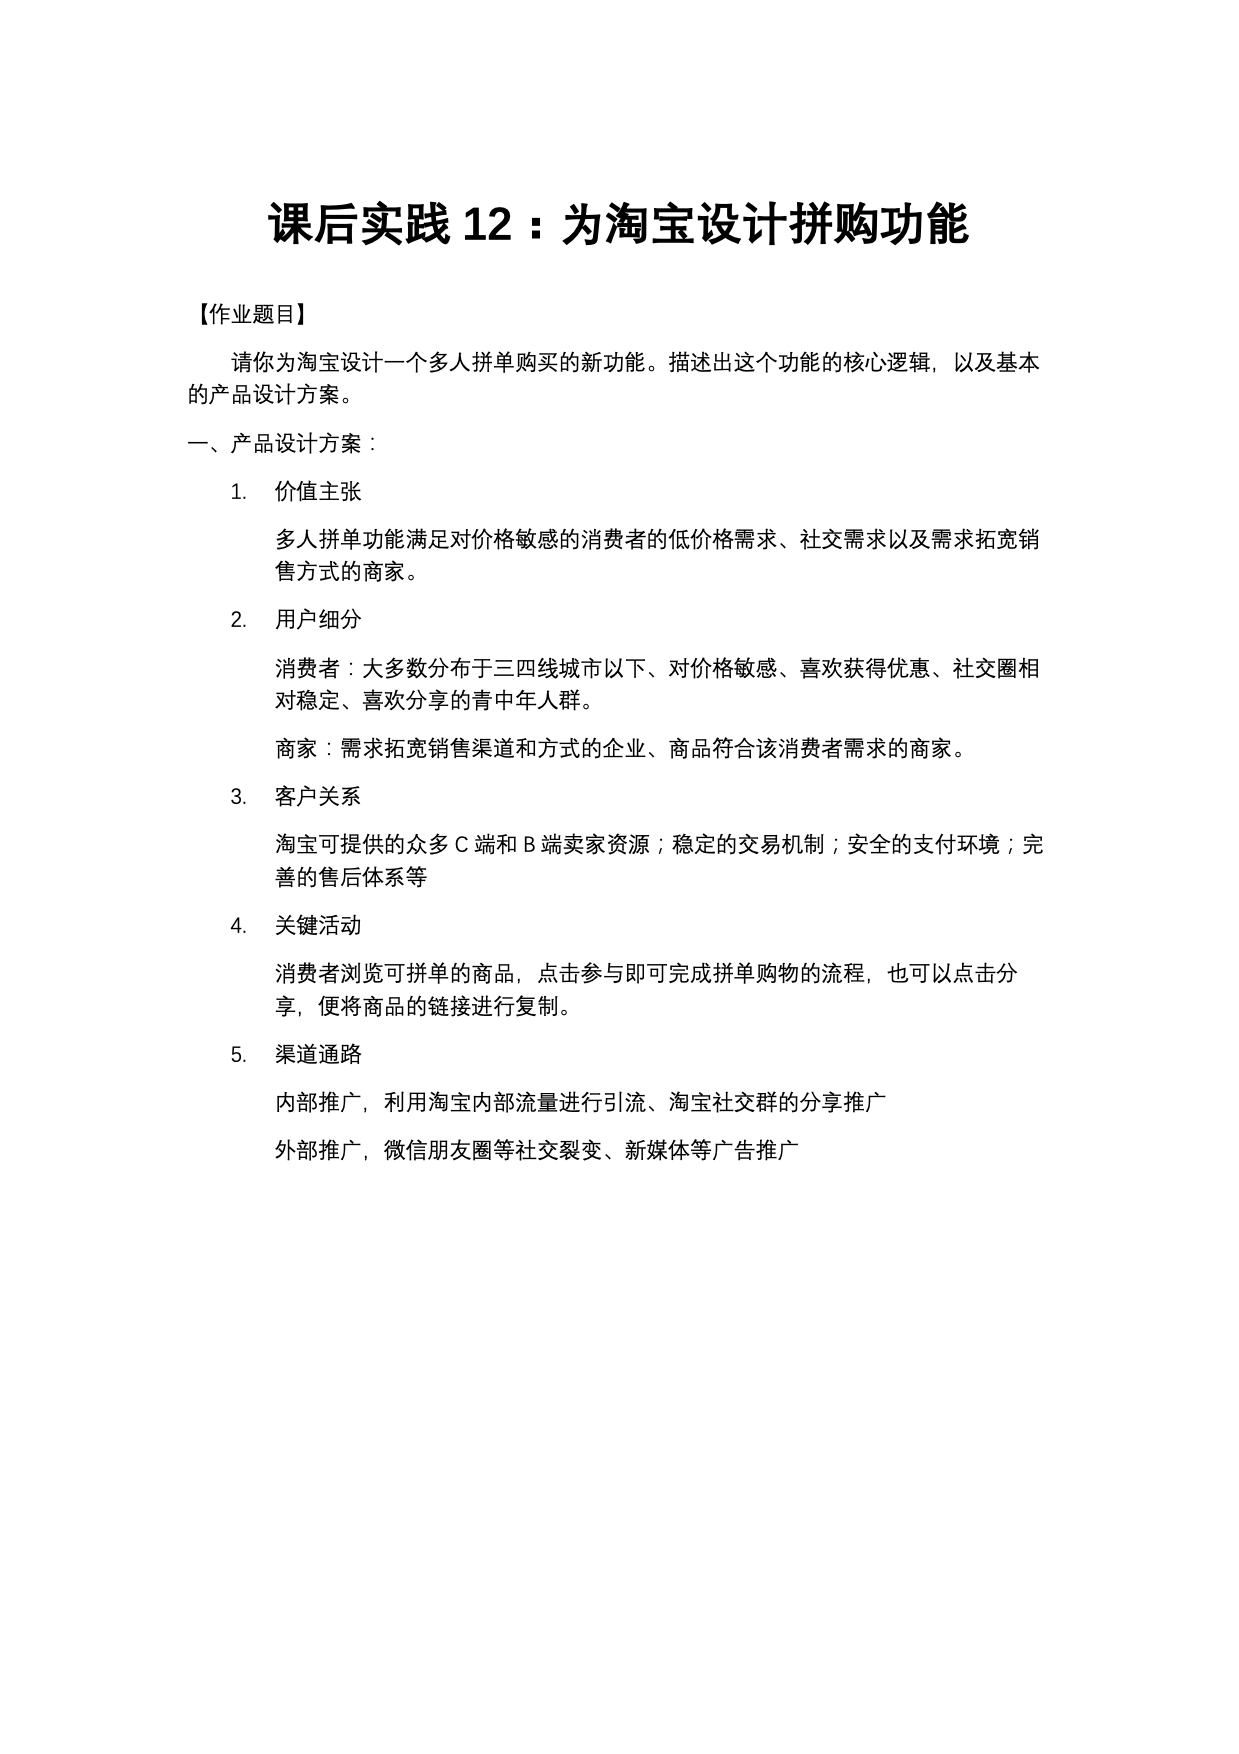 课后实践 12：为淘宝设计拼购功能
【作业题目】
请你为淘宝设计一个多人拼单购买的新功能。描述出这个功能的核心逻辑，以及基本
的产品设计方案。
一、产品设计方案：
1. 价值主张
多人拼单功能满足对价格敏感的消费者的低价格需求、社交需求以及需求拓宽销
售方式的商家。
2. 用户细分
消费者：大多数分布于三四线城市以下、对价格敏感、喜欢获得优惠、社交圈相
对稳定、喜欢分享的青中年人群。
商家：需求拓宽销售渠道和方式的企业、商品符合该消费者需求的商家。
3. 客户关系
淘宝可提供的众多 C 端和 B 端卖家资源；稳定的交易机制；安全的支付环境；完
善的售后体系等
4. 关键活动
消费者浏览可拼单的商品，点击参与即可完成拼单购物的流程，也可以点击分
享，便将商品的链接进行复制。
5. 渠道通路
内部推广，利用淘宝内部流量进行引流、淘宝社交群的分享推广
外部推广，微信朋友圈等社交裂变、新媒体等广告推广